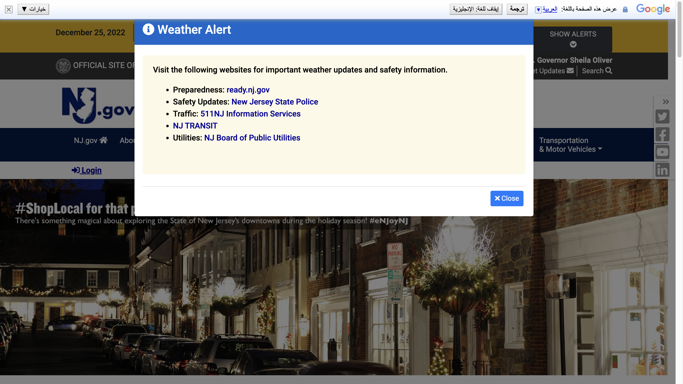 عرض هذه الصفحة باللغة: العربية ترجمة إيقاف للغة: الإنجليزية خيارات ▼
Google
December 25, 2022
Weather Alert
SHOW ALERTS
OFFICIAL SITE OF
. Governor Sheila Oliver
et Updates
Search
Visit the following websites for important weather updates and safety information.
• Preparedness: ready.nj.gov
• Safety Updates: New Jersey State Police
• Traffic: 511NJ Information Services
• NJ TRANSIT
• Utilities: NJ Board of Public Utilities
NJ.gov
NJ.gov
Abo
Transportation
& Motor Vehicles
Login
Close
#ShopLocal for that p
There's something magical about exploring the State of New Jersey's downtowns during the holiday season! #eNJoyNJ
NO
PARKING